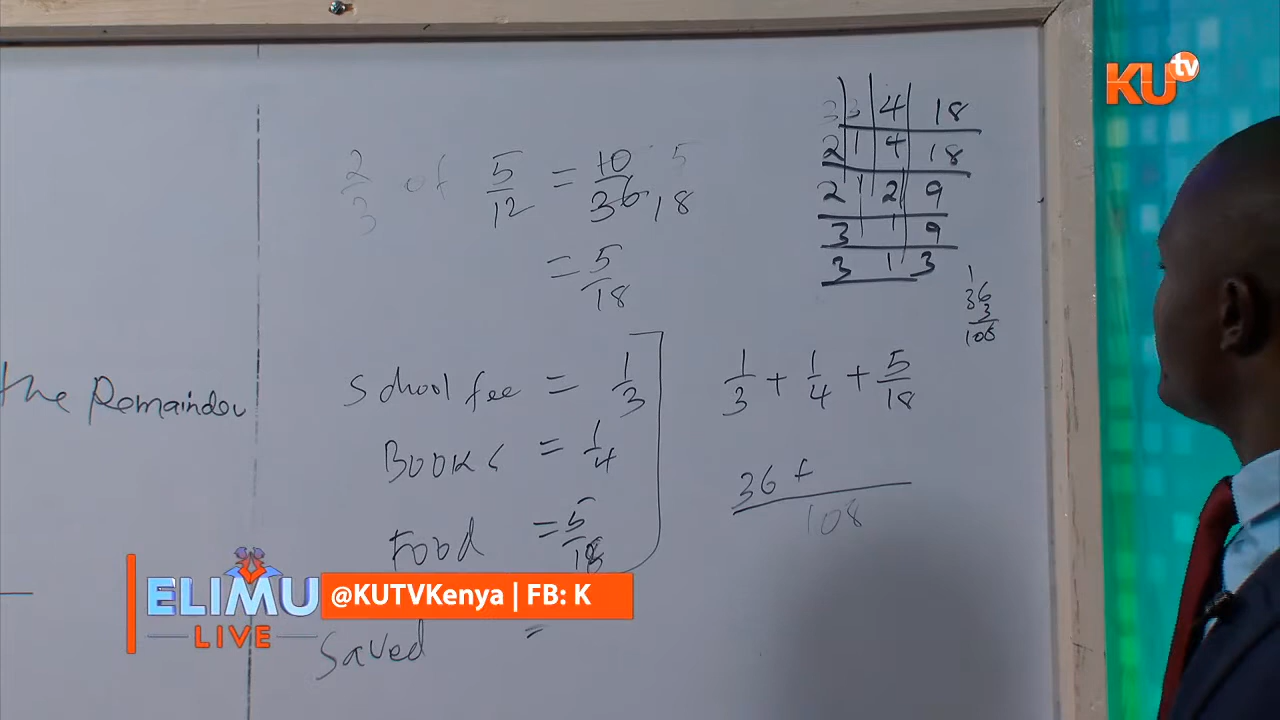 KU tv
2/3 of 5/12 = 10/36 5 18
= 5/18
3 3 4 18
2 1 4 18
2 1 2 9
3 1 9
3 1 3
1
36
3
108
the Remainder
School fee = 1/3
Books = 1/4
Food = 5/18
Saved =
1/3 + 1/4 + 5/18
36 +
108
ELIMU
LIVE
@KUTVKenya | FB: K